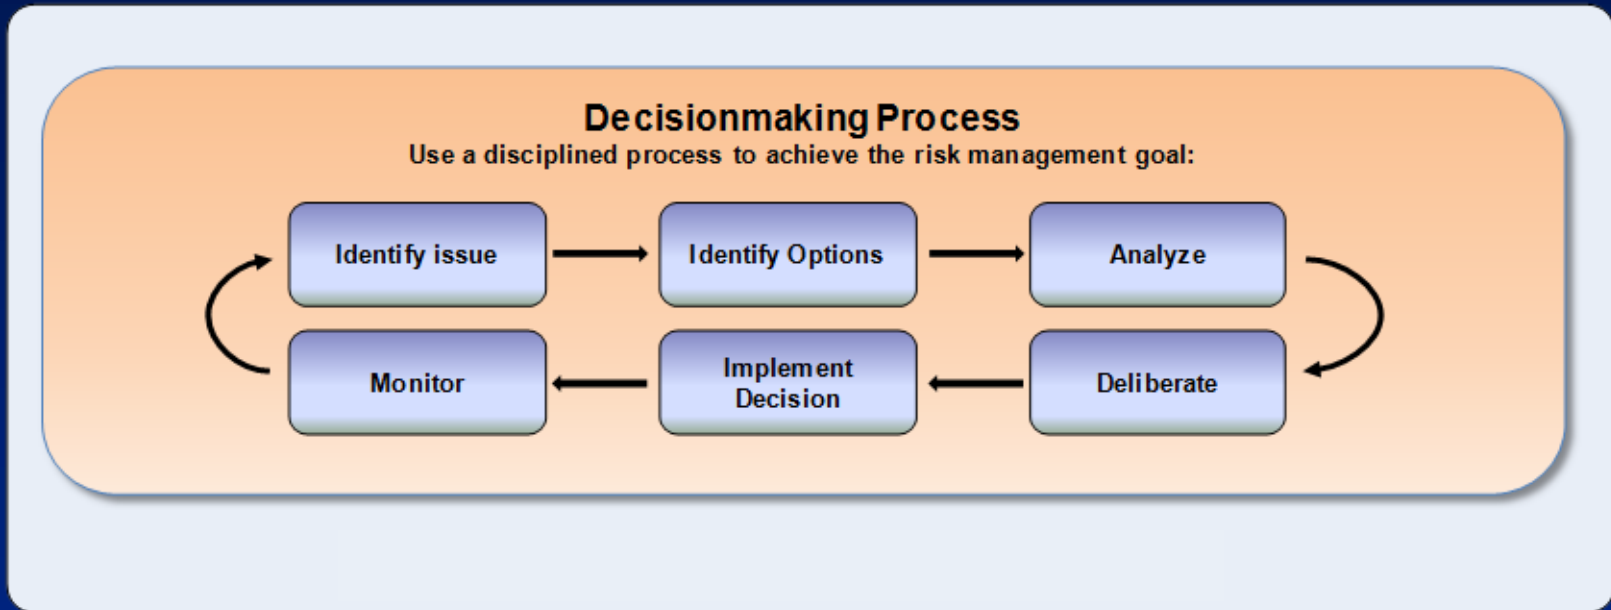 Decisionmaking Process
Use a disciplined process to achieve the risk management goal:
Identify issue
Identify Options
Analyze
Monitor
Implement
Decision
Deliberate